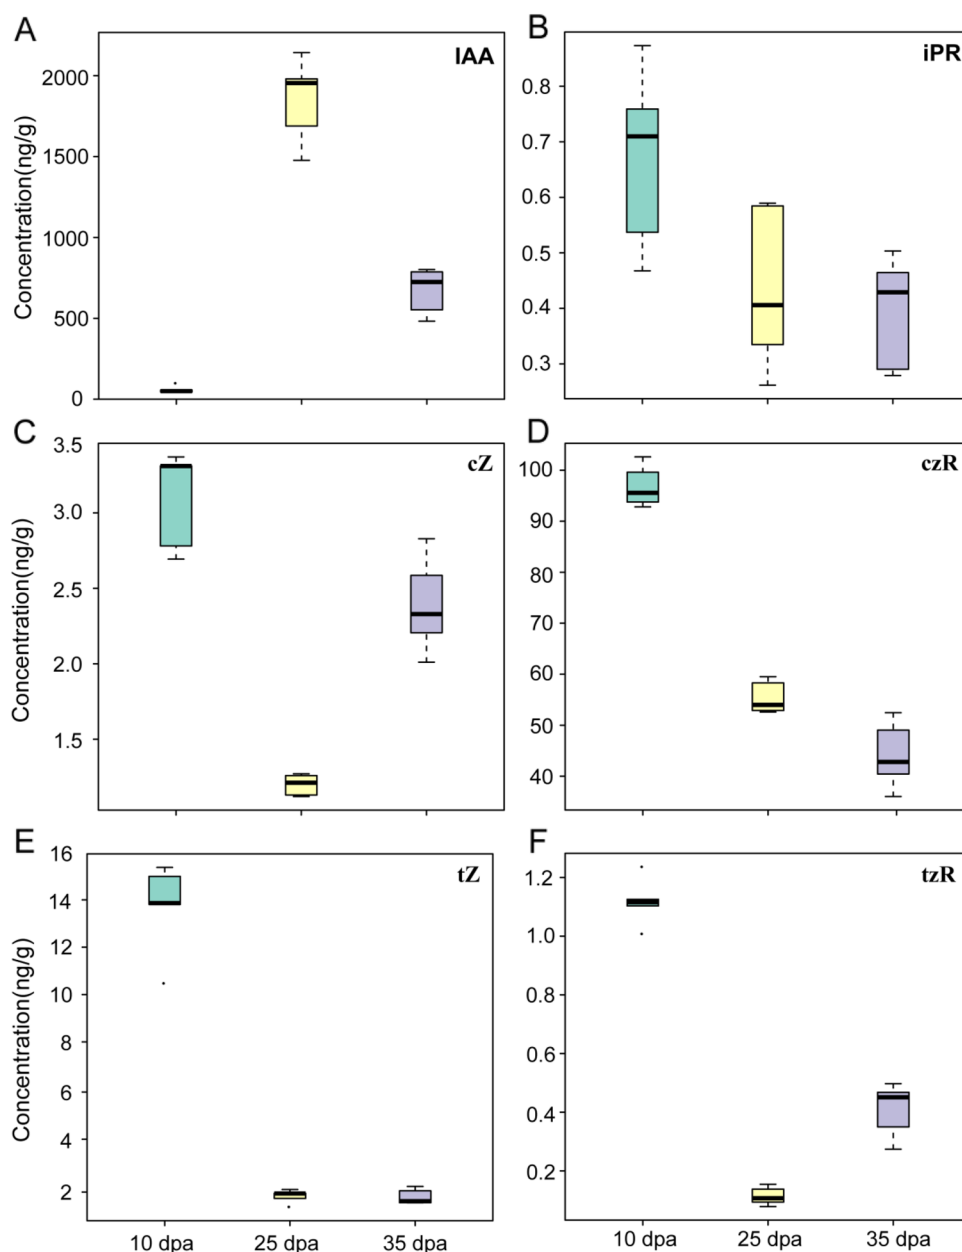 A
IAA
Concentration(ng/g)
2000
1500
1000
500
0
B
iPR
0.8
0.7
0.6
0.5
0.4
0.3
C
cZ
Concentration(ng/g)
3.5
3.0
2.5
2.0
1.5
D
czR
100
90
80
70
60
50
40
E
tZ
Concentration(ng/g)
16
14
12
10
8
6
4
2
10 dpa
25 dpa
35 dpa
F
tzR
1.2
1.0
0.8
0.6
0.4
0.2
10 dpa
25 dpa
35 dpa